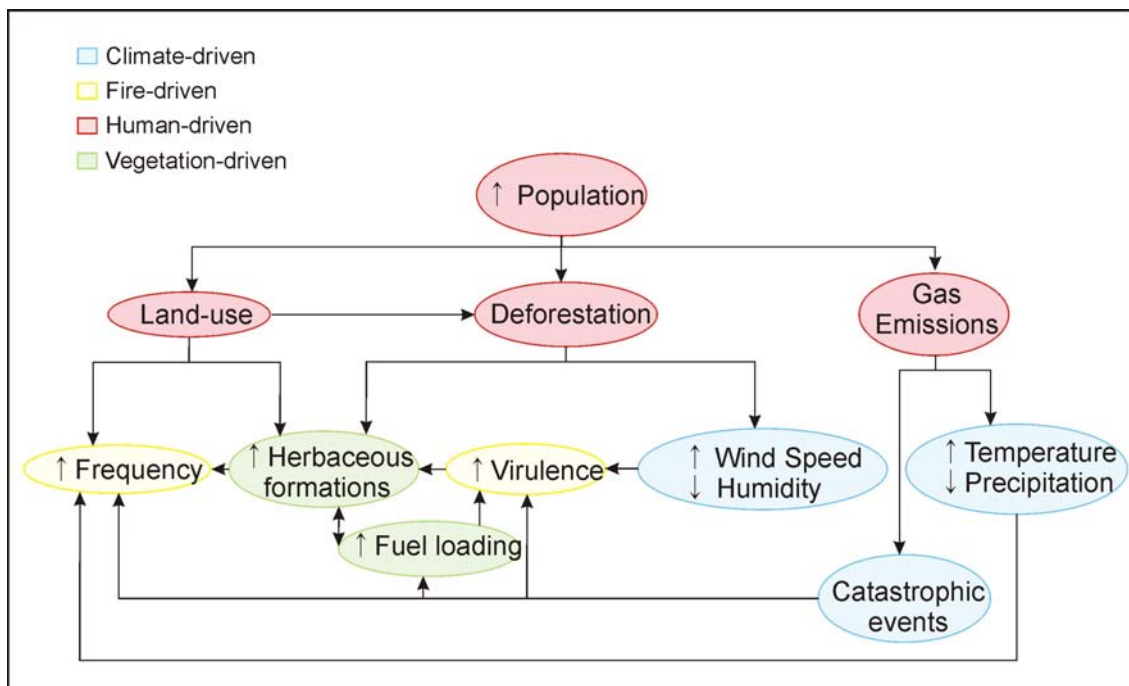 Climate-driven
Fire-driven
Human-driven
Vegetation-driven
↑ Population
Land-use
Deforestation
Gas
Emissions
↑ Frequency
↑ Herbaceous
formations
↑ Virulence
↑ Wind Speed
↓ Humidity
↑ Temperature
↓ Precipitation
↑ Fuel loading
Catastrophic
events